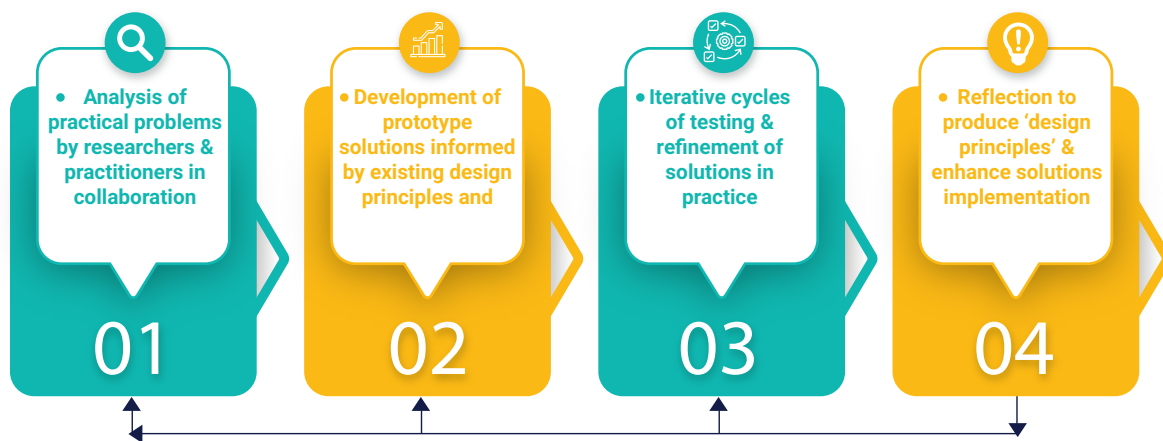 • Analysis of
practical problems
by researchers &
practitioners in
collaboration
01
• Development of
prototype
solutions informed
by existing design
principles and
02
• Iterative cycles
of testing &
refinement of
solutions in
practice
03
• Reflection to
produce ‘design
principles’ &
enhance solutions
implementation
04